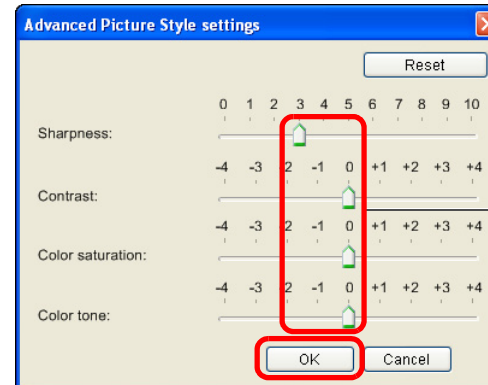 Advanced Picture Style settings
Reset
0 1 2 3 4 5 6 7 8 9 10
Sharpness:
-4 -3 -2 -1 0 +1 +2 +3 +4
Contrast:
-4 -3 -2 -1 0 +1 +2 +3 +4
Color saturation:
-4 -3 -2 -1 0 +1 +2 +3 +4
Color tone:
OK Cancel